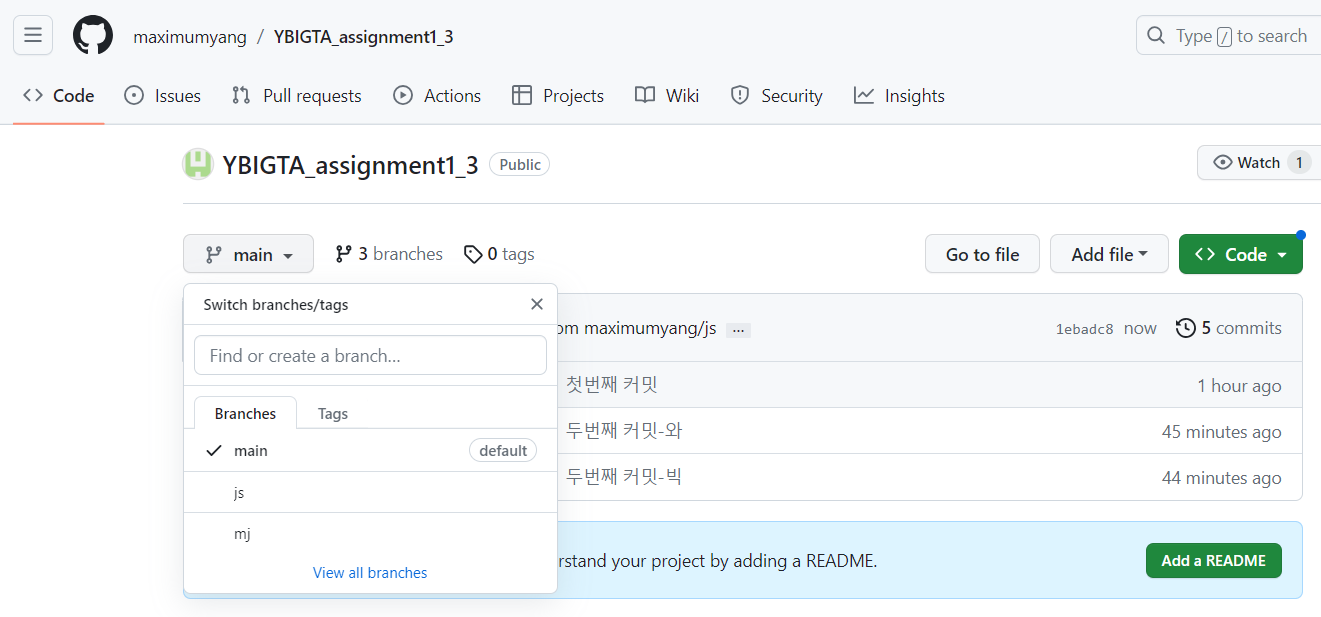 maximumyang / YBIGTA_assignment1_3
Type / to search
Code Issues Pull requests Actions Projects Wiki Security Insights
YBIGTA_assignment1_3 Public
Watch 1
main 3 branches 0 tags
Go to file Add file Code
Switch branches/tags
Find or create a branch...
Branches Tags
main default
js
mj
View all branches
maximumyang/js ... 1ebadc8 now 5 commits
첫번째 커밋 1 hour ago
두번째 커밋-와 45 minutes ago
두번째 커밋-빅 44 minutes ago
your project by adding a README. Add a README